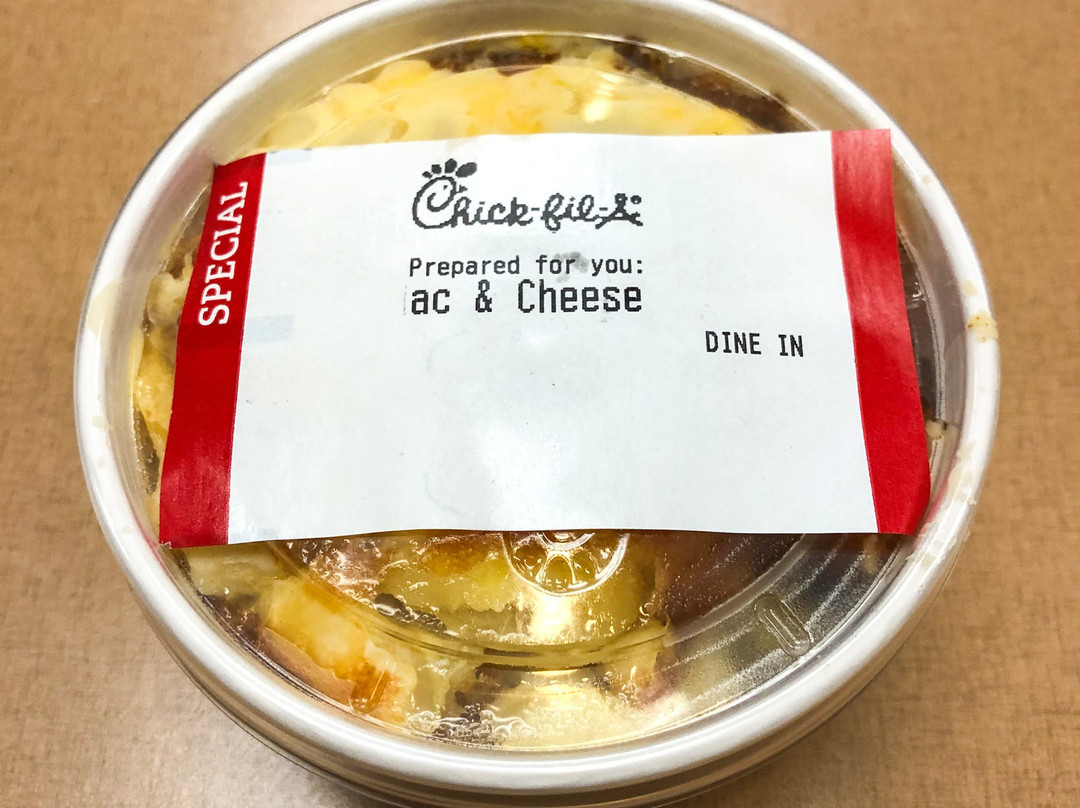 SPECIAL
Chick-fil-A
Prepared for you:
ac & Cheese
DINE IN